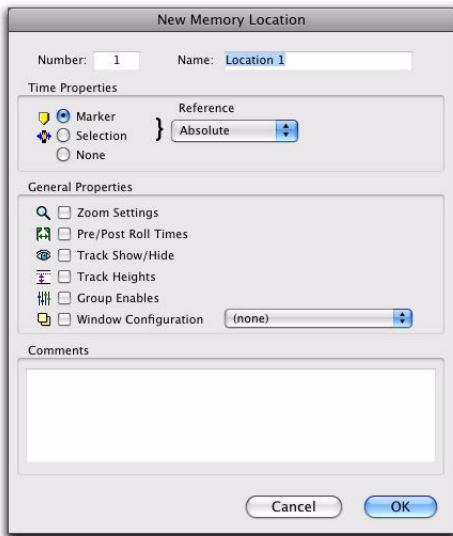 New Memory Location
Number: 1 Name: Location 1
Time Properties
Marker
Selection
None
Reference
Absolute
General Properties
Zoom Settings
Pre/Post Roll Times
Track Show/Hide
Track Heights
Group Enables
Window Configuration (none)
Comments
Cancel OK